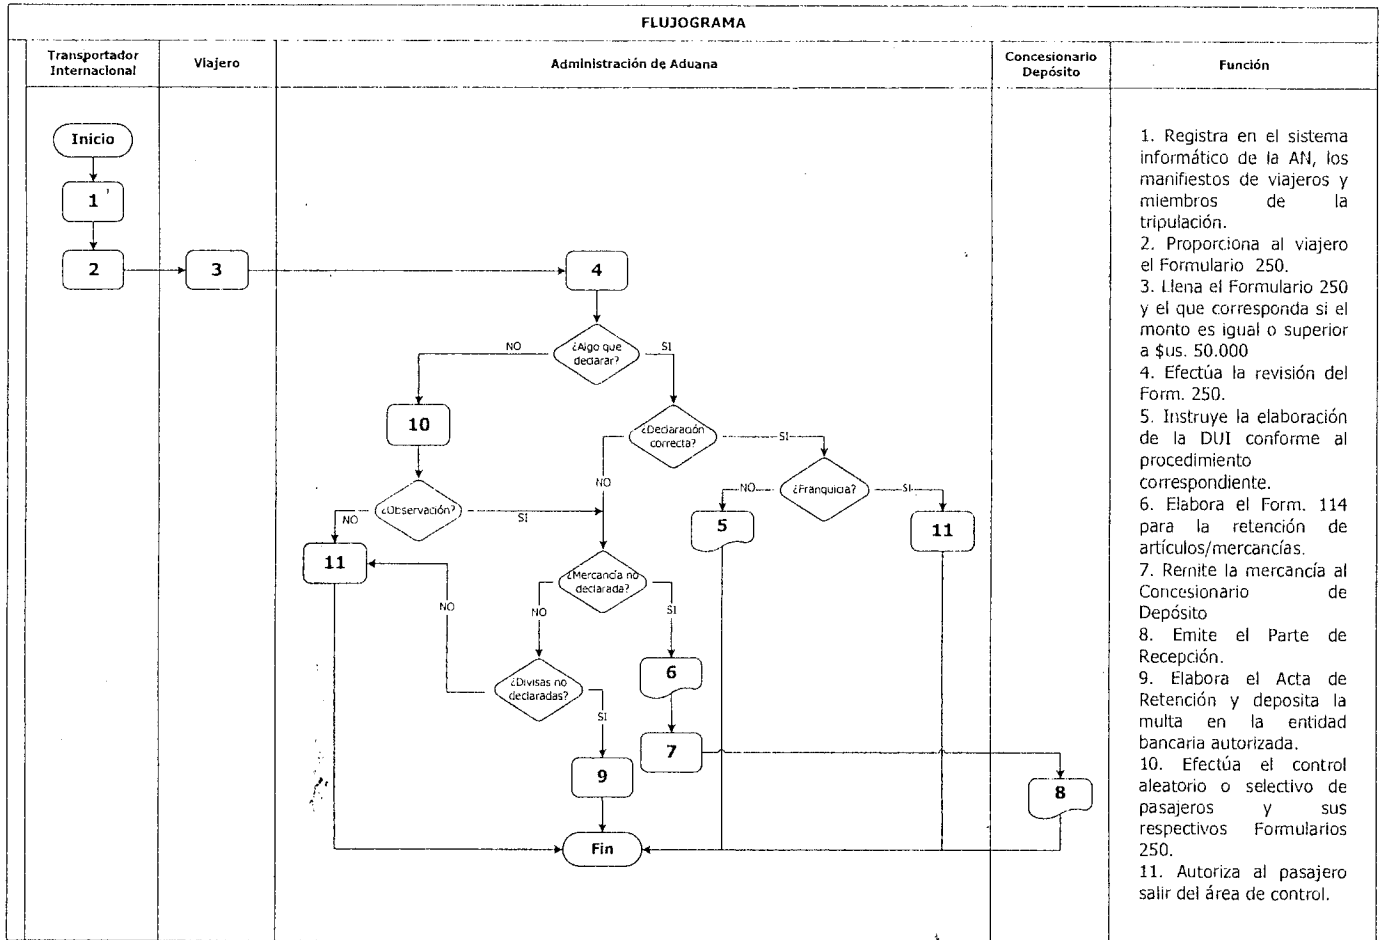 FLUJOGRAMA
Transportador
Internacional
Viajero
Administración de Aduana
Concesionario
Depósito
Función
Inicio
1
2
3
4
¿Algo que
declarar?
NO
SI
10
¿Declaración
correcta?
SI
NO
¿Observación?
NO
SI
¿Franquicia?
NO
SI
5
11
11
¿Mercancía no
declarada?
NO
SI
NO
6
¿Divisas no
declaradas?
SI
7
9
8
Fin
1. Registra en el sistema
informático de la AN, los
manifiestos de viajeros y
miembros de la
tripulación.
2. Proporciona al viajero
el Formulario 250.
3. Llena el Formulario 250
y el que corresponda si el
monto es igual o superior
a $us. 50.000
4. Efectúa la revisión del
Form. 250.
5. Instruye la elaboración
de la DUI conforme al
procedimiento
correspondiente.
6. Elabora el Form. 114
para la retención de
artículos/mercancías.
7. Remite la mercancía al
Concesionario de
Depósito
8. Emite el Parte de
Recepción.
9. Elabora el Acta de
Retención y deposita la
multa en la entidad
bancaria autorizada.
10. Efectúa el control
aleatorio o selectivo de
pasajeros y sus
respectivos Formularios
250.
11. Autoriza al pasajero
salir del área de control.